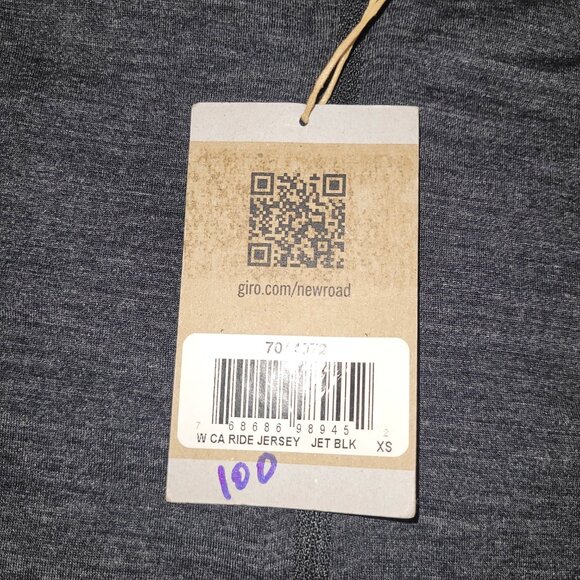 giro.com/newroad
7 68686 98945 2
W CA RIDE JERSEY JET BLK XS
100